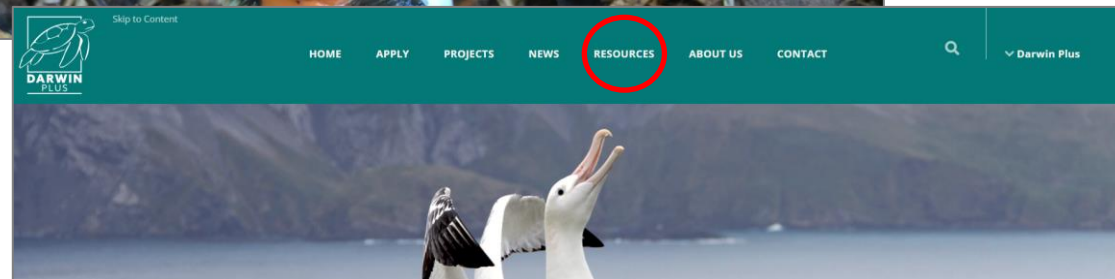 Skip to Content
HOME APPLY PROJECTS NEWS RESOURCES ABOUT US CONTACT
Darwin Plus
DARWIN
PLUS